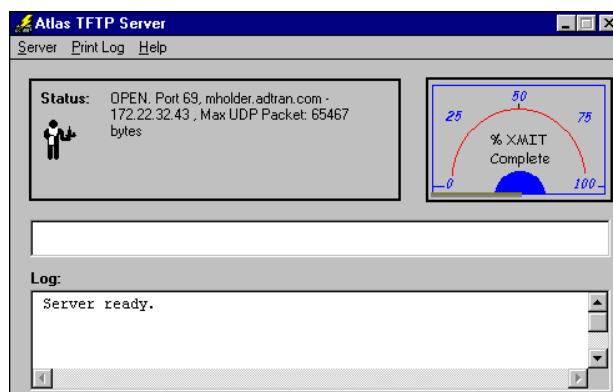 Atlas TFTP Server
Server Print Log Help
Status: OPEN. Port 69, mholder.adtran.com -
172.22.32.43 , Max UDP Packet: 65467
bytes
50
25 75
% XMIT
Complete
0 100
Log:
Server ready.